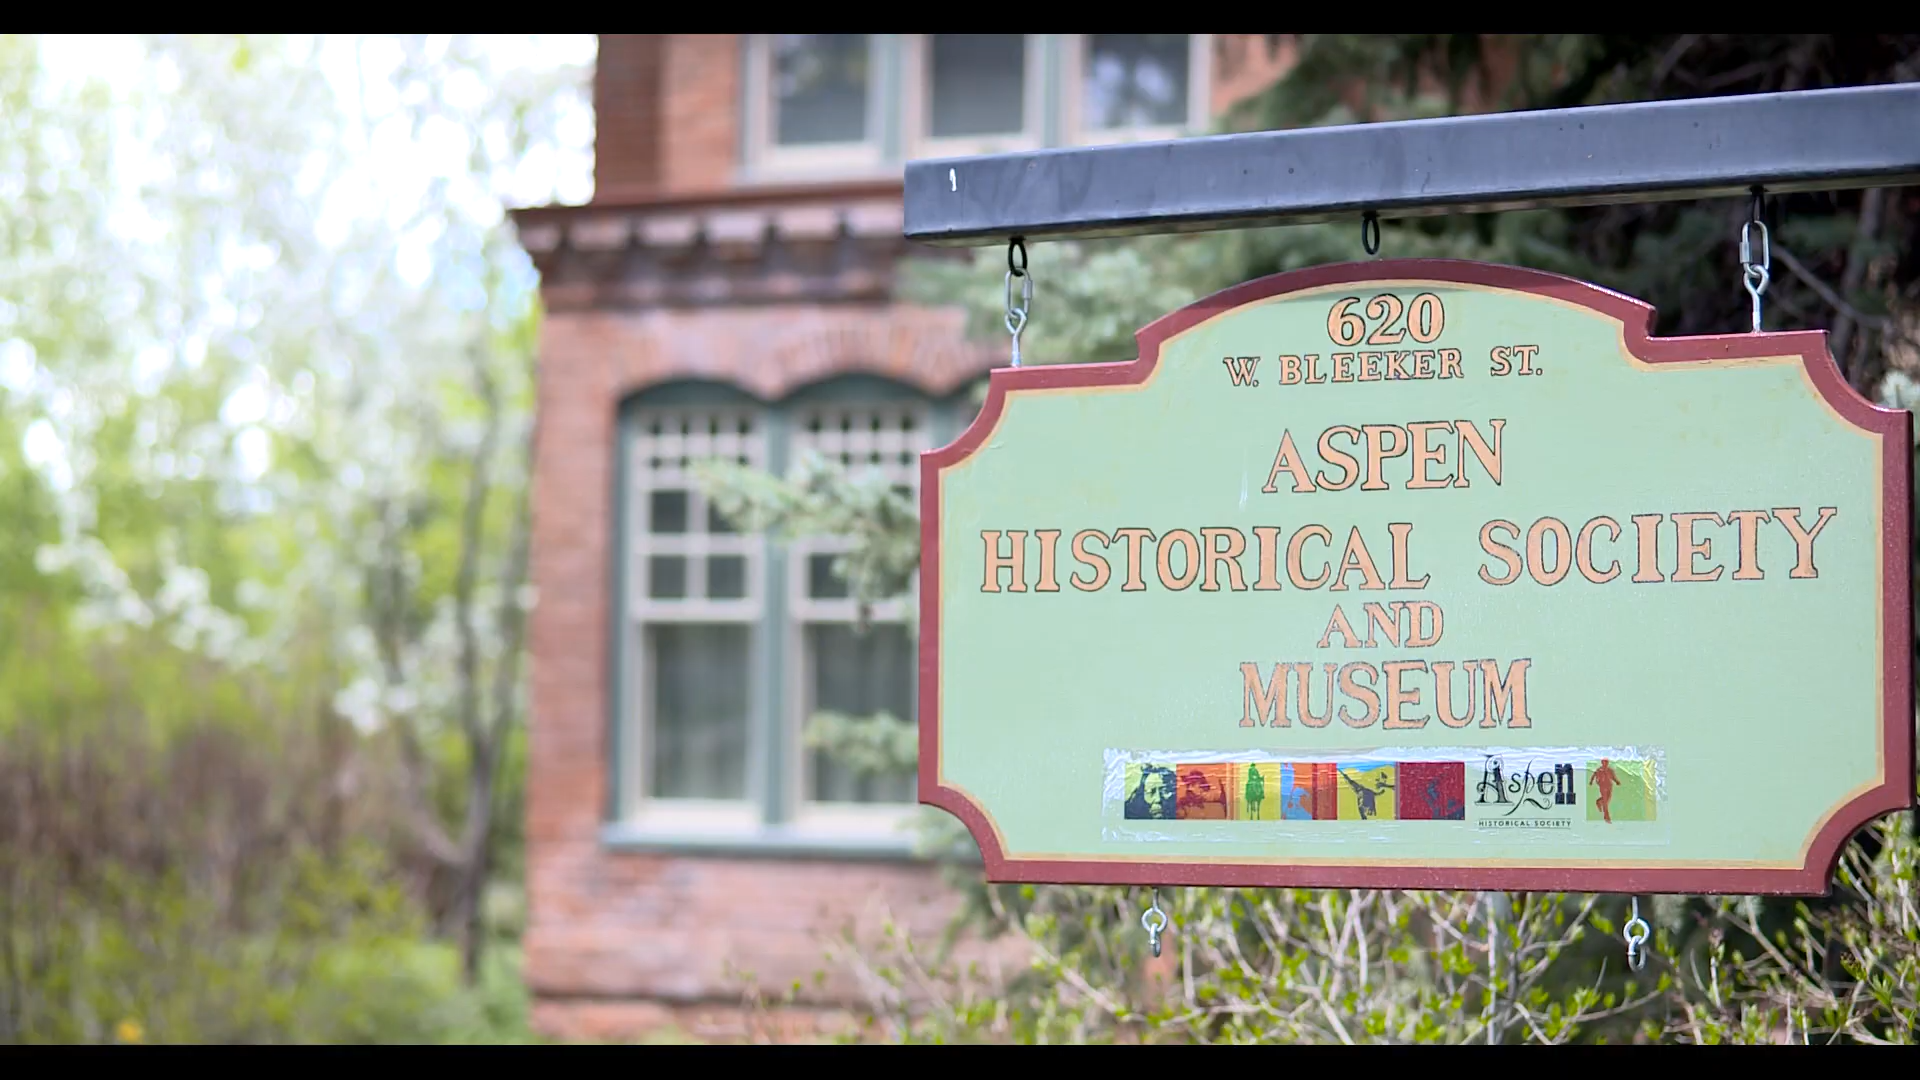 620
W. BLEEKER ST.
ASPEN
HISTORICAL SOCIETY
AND
MUSEUM
Aspen
HISTORICAL SOCIETY